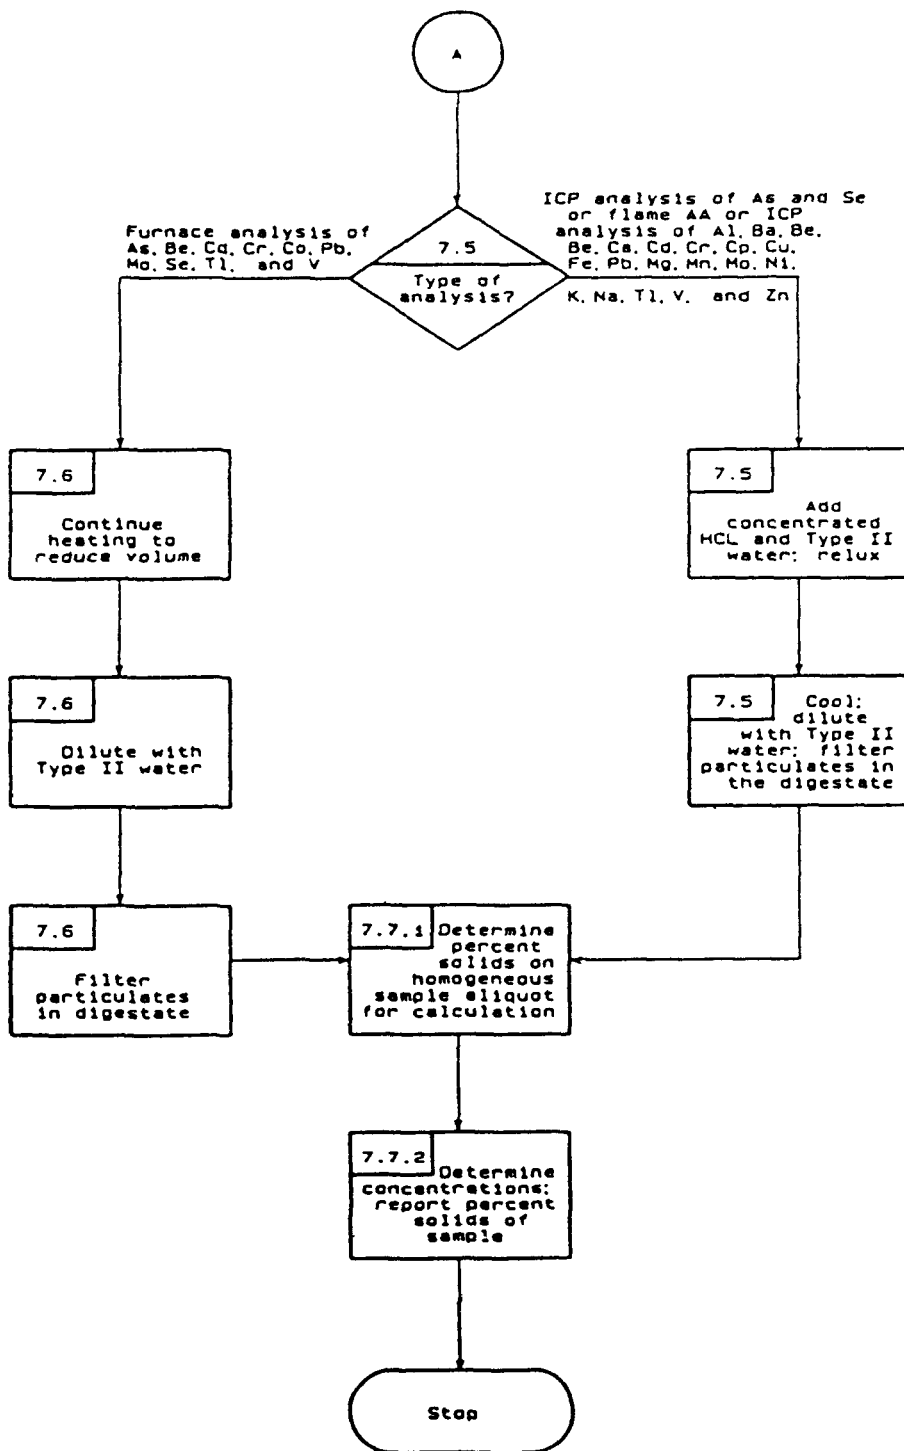 A
Furnace analysis of
As, Be, Cd, Cr, Co, Pb,
Mo, Se, Tl, and V
7.5
Type of
analysis?
ICP analysis of As and Se
or flame AA or ICP
analysis of Al, Ba, Be,
Be, Ca, Cd, Cr, Co, Cu,
Fe, Pb, Mg, Mn, Mo, Ni,
K, Na, Tl, V, and Zn
7.6
Continue
heating to
reduce volume
7.5
Add
concentrated
HCL and Type II
water; relux
7.6
Dilute with
Type II water
7.5
Cool;
dilute
with Type II
water; filter
particulates in
the digestate
7.6
Filter
particulates
in digestate
7.7.1
Determine
percent
solids on
homogeneous
sample aliquot
for calculation
7.7.2
Determine
concentrations;
report percent
solids of
sample
Stop